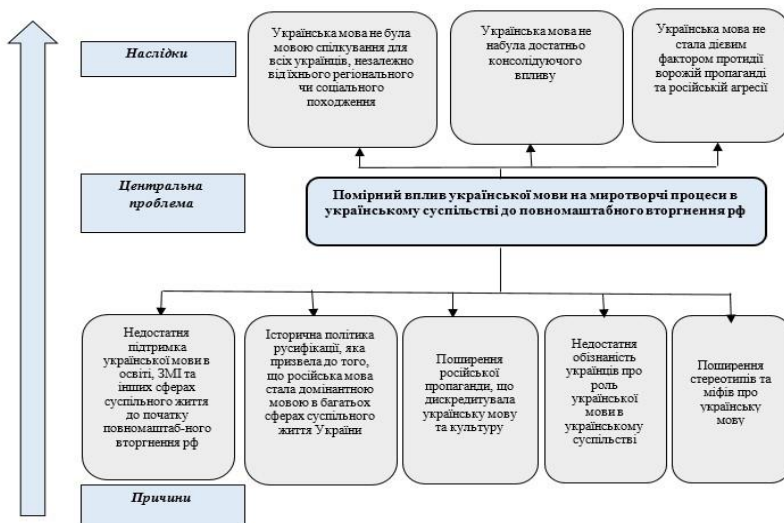 Наслідки
Українська мова не була
мовою спілкування для
всіх українців, незалежно
від їхнього регіонального
чи соціального
походження
Українська мова не
набула достатньо
консолідуючого
впливу
Українська мова не
стала дієвим
фактором протидії
ворожій пропаганді
та російській агресії
Центральна
проблема
Помірний вплив української мови на миротворчі процеси в
українському суспільстві до повномаштабного вторгнення рф
Недостатня
підтримка
української мови в
освіті, ЗМІ та
інших сферах
суспільного життя
до початку
повномаштаб-ного
вторгнення рф
Історична політика
русифікації, яка
призвела до того,
що російська мова
стала домінантною
мовою в багатьох
сферах суспільного
життя України
Поширення
російської
пропаганди, що
дискредитувала
українську мову
та культуру
Недостатня
обізнаність
українців про
роль
української
мови в
українському
суспільстві
Поширення
стереотипів та
міфів про
українську
мову
Причини